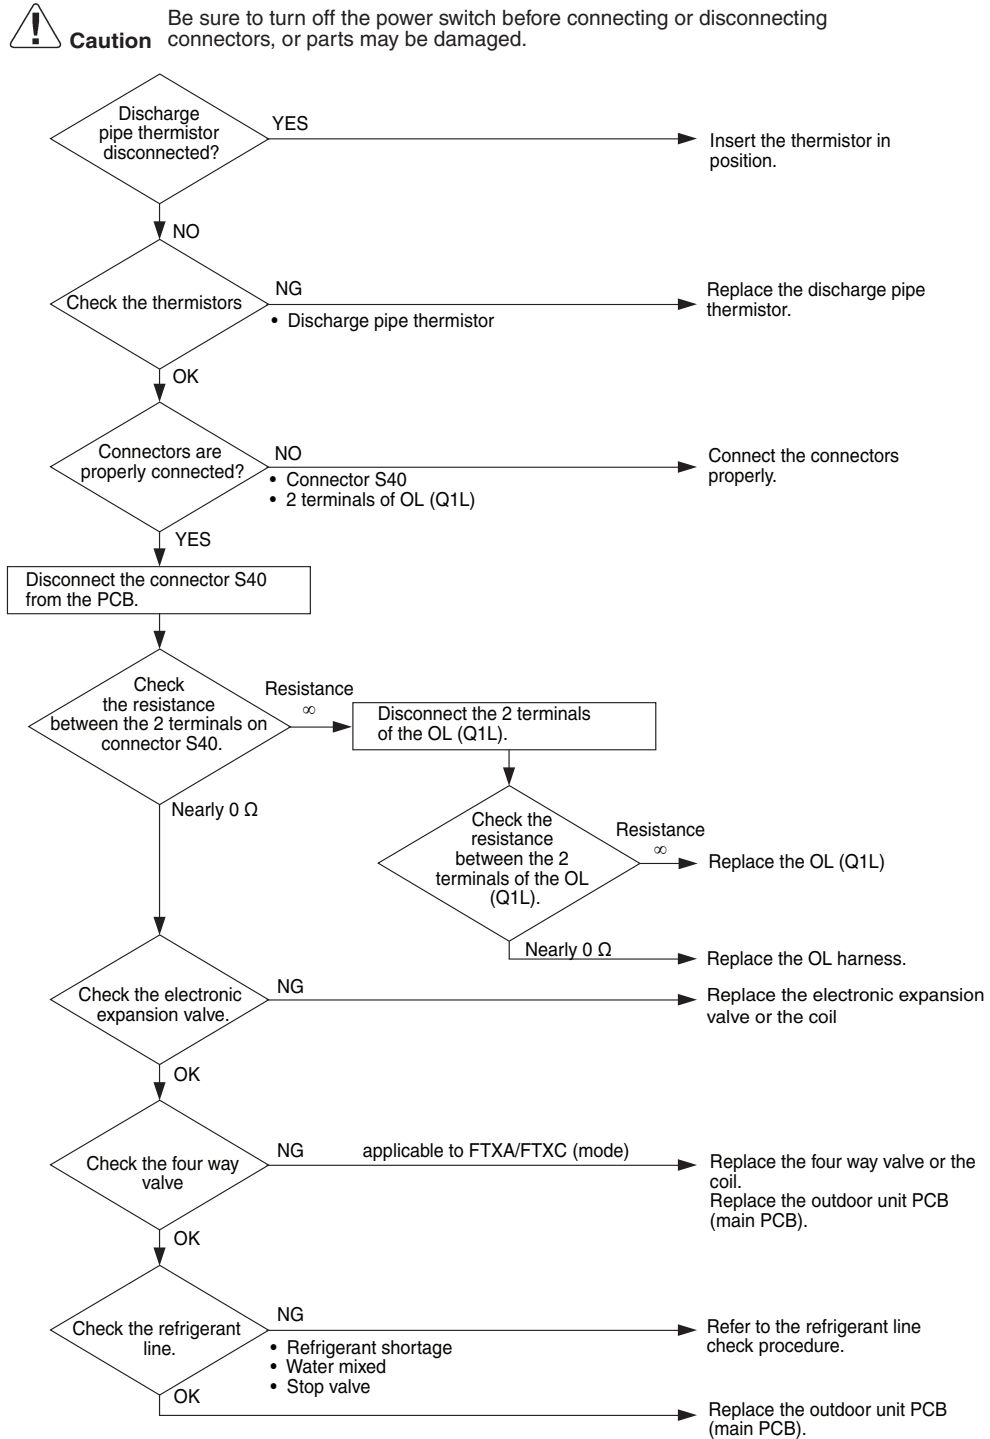 Be sure to turn off the power switch before connecting or disconnecting
Caution connectors, or parts may be damaged.
Discharge
pipe thermistor
disconnected?
YES
Insert the thermistor in
position.
NO
Check the thermistors
NG
• Discharge pipe thermistor
Replace the discharge pipe
thermistor.
OK
Connectors are
properly connected?
NO
• Connector S40
• 2 terminals of OL (Q1L)
Connect the connectors
properly.
YES
Disconnect the connector S40
from the PCB.
Check
the resistance
between the 2 terminals on
connector S40.
Resistance
∞
Disconnect the 2 terminals
of the OL (Q1L).
Nearly 0 Ω
Check the
resistance
between the 2
terminals of the OL
(Q1L).
Resistance
∞
Replace the OL (Q1L)
Nearly 0 Ω
Replace the OL harness.
Check the electronic
expansion valve.
NG
Replace the electronic expansion
valve or the coil
OK
Check the four way
valve
NG
applicable to FTXA/FTXC (mode)
Replace the four way valve or the
coil.
Replace the outdoor unit PCB
(main PCB).
OK
Check the refrigerant
line.
NG
• Refrigerant shortage
• Water mixed
• Stop valve
Refer to the refrigerant line
check procedure.
OK
Replace the outdoor unit PCB
(main PCB).